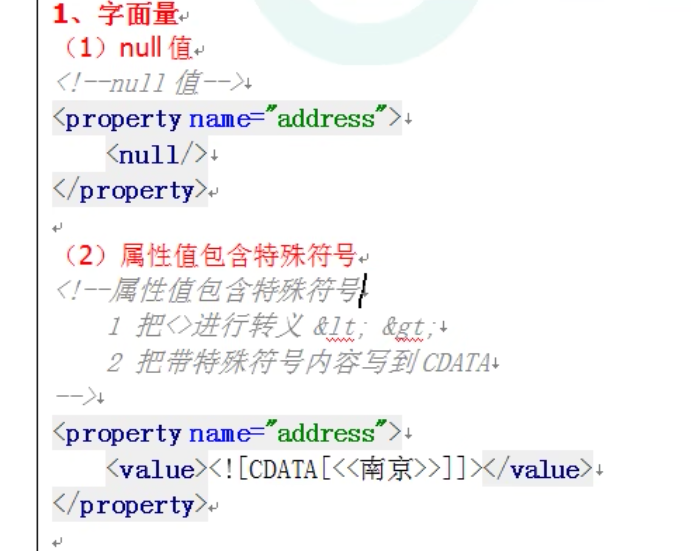 1、字面量
（1）null 值
<!--null 值-->
<property name="address">
<null/>
</property>
（2）属性值包含特殊符号
<!--属性值包含特殊符号
1 把<>进行转义 &lt; &gt;
2 把带特殊符号内容写到 CDATA
-->
<property name="address">
<value><![CDATA[<<南京>>]]></value>
</property>